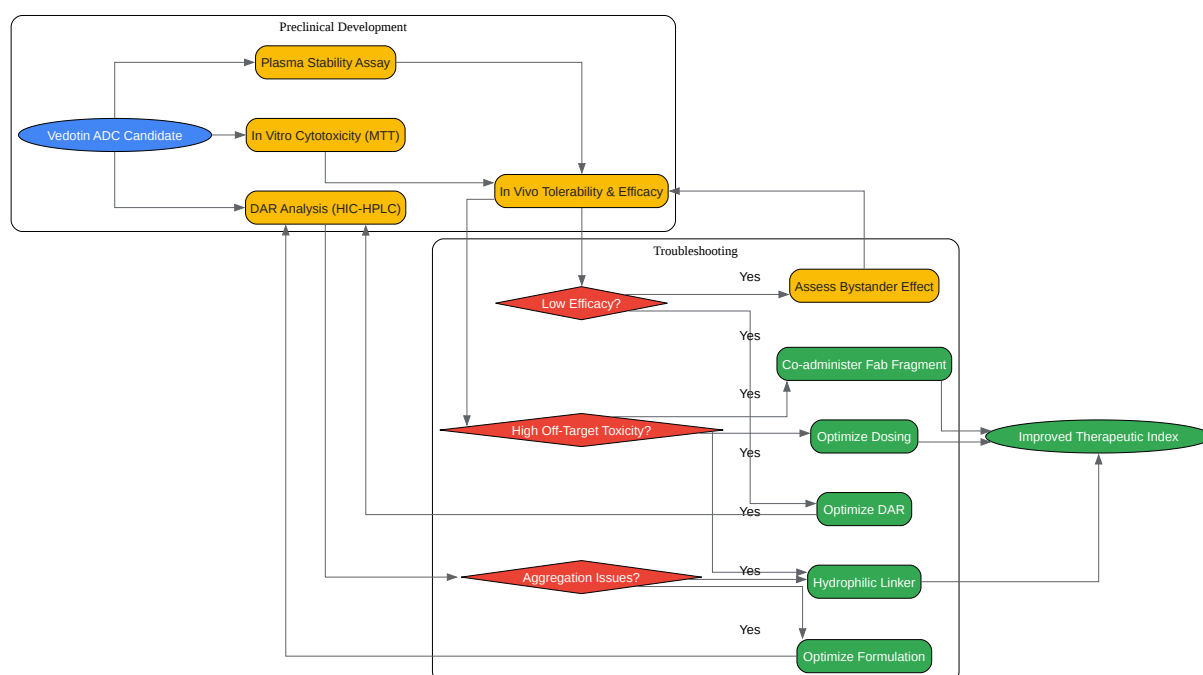 Preclinical Development
Plasma Stability Assay
Vedotin ADC Candidate
In Vitro Cytotoxicity (MTT)
In Vivo Tolerability & Efficacy
DAR Analysis (HIC-HPLC)
Troubleshooting
Yes
Assess Bystander Effect
Low Efficacy?
Yes
Co-administer Fab Fragment
Yes
High Off-Target Toxicity?
Optimize Dosing
Improved Therapeutic Index
Yes
Optimize DAR
Yes
Yes
Aggregation Issues?
Hydrophilic Linker
Yes
Optimize Formulation